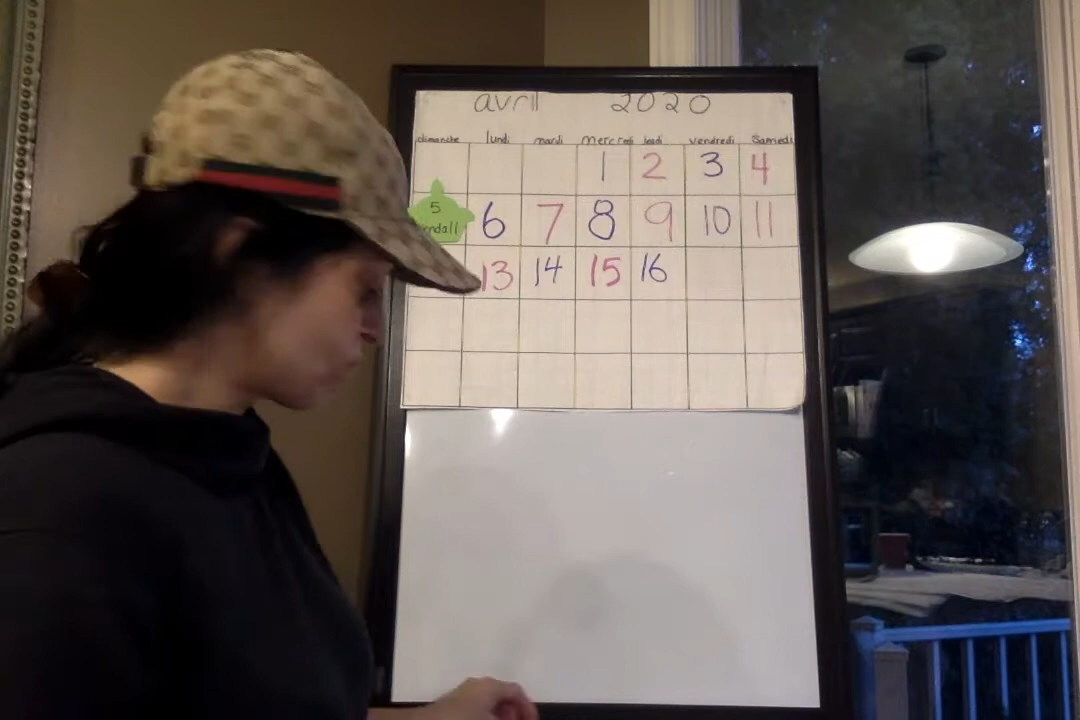 avril 2020
dimanche lundi mardi mercredi jeudi vendredi samedi
1 2 3 4
5 6 7 8 9 10 11
13 14 15 16